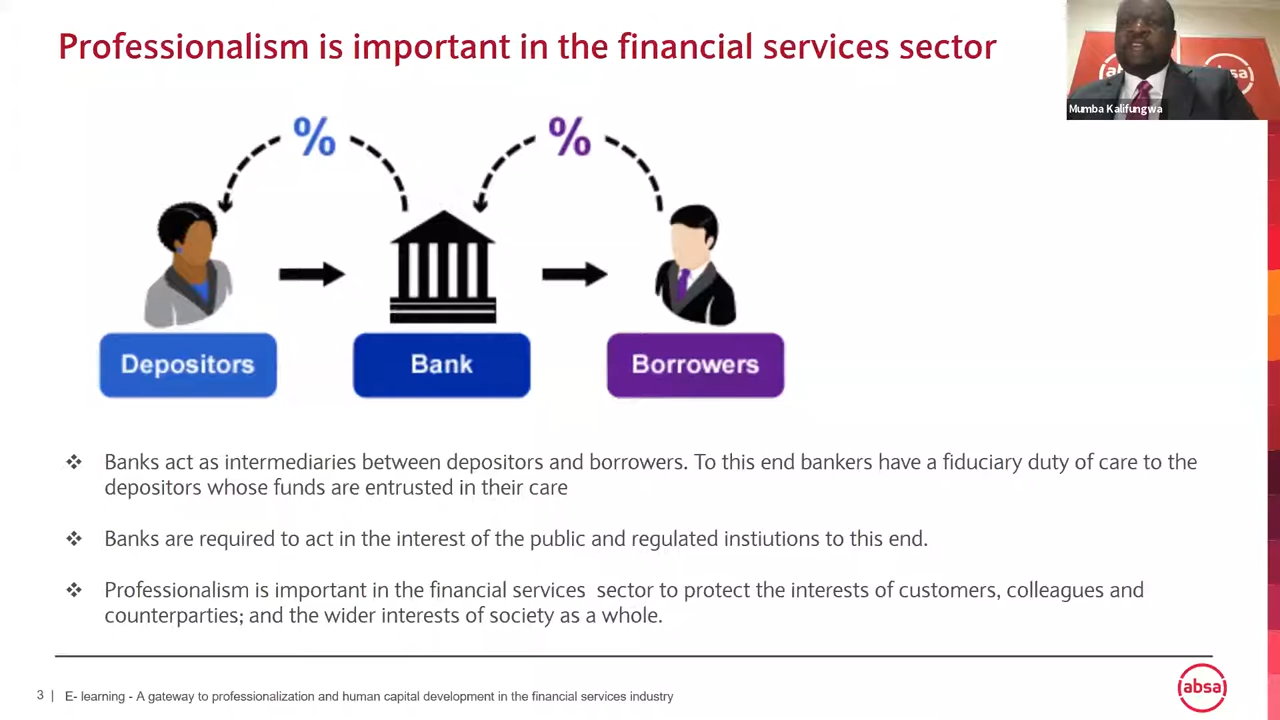 Professionalism is important in the financial services sector
absa
absa
Mumba Kalifungwa
%
%
Depositors
Bank
Borrowers
❖ Banks act as intermediaries between depositors and borrowers. To this end bankers have a fiduciary duty of care to the
depositors whose funds are entrusted in their care
❖ Banks are required to act in the interest of the public and regulated instiutions to this end.
❖ Professionalism is important in the financial services sector to protect the interests of customers, colleagues and
counterparties; and the wider interests of society as a whole.
3 | E- learning - A gateway to professionalization and human capital development in the financial services industry
absa